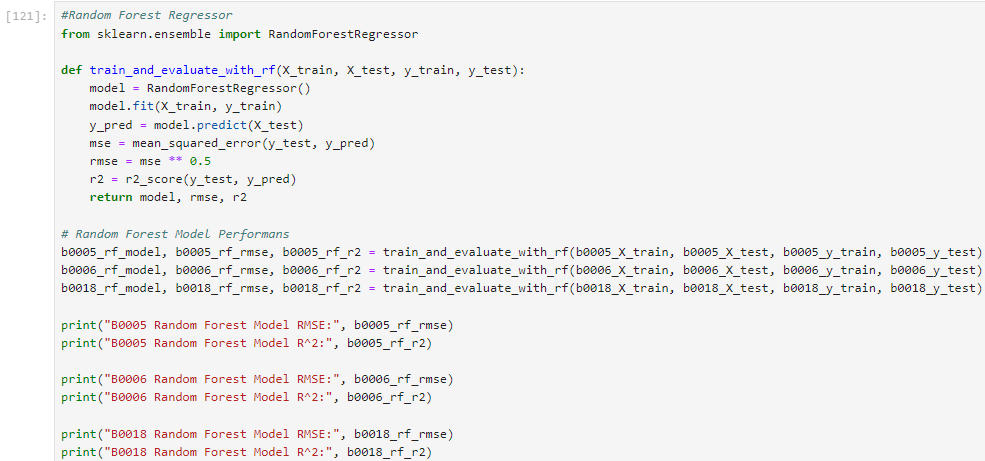 [121]: #Random Forest Regressor
from sklearn.ensemble import RandomForestRegressor
def train_and_evaluate_with_rf(X_train, X_test, y_train, y_test):
    model = RandomForestRegressor()
    model.fit(X_train, y_train)
    y_pred = model.predict(X_test)
    mse = mean_squared_error(y_test, y_pred)
    rmse = mse ** 0.5
    r2 = r2_score(y_test, y_pred)
    return model, rmse, r2
# Random Forest Model Performans
b0005_rf_model, b0005_rf_rmse, b0005_rf_r2 = train_and_evaluate_with_rf(b0005_X_train, b0005_X_test, b0005_y_train, b0005_y_test)
b0006_rf_model, b0006_rf_rmse, b0006_rf_r2 = train_and_evaluate_with_rf(b0006_X_train, b0006_X_test, b0006_y_train, b0006_y_test)
b0018_rf_model, b0018_rf_rmse, b0018_rf_r2 = train_and_evaluate_with_rf(b0018_X_train, b0018_X_test, b0018_y_train, b0018_y_test)
print("B0005 Random Forest Model RMSE:", b0005_rf_rmse)
print("B0005 Random Forest Model R^2:", b0005_rf_r2)
print("B0006 Random Forest Model RMSE:", b0006_rf_rmse)
print("B0006 Random Forest Model R^2:", b0006_rf_r2)
print("B0018 Random Forest Model RMSE:", b0018_rf_rmse)
print("B0018 Random Forest Model R^2:", b0018_rf_r2)